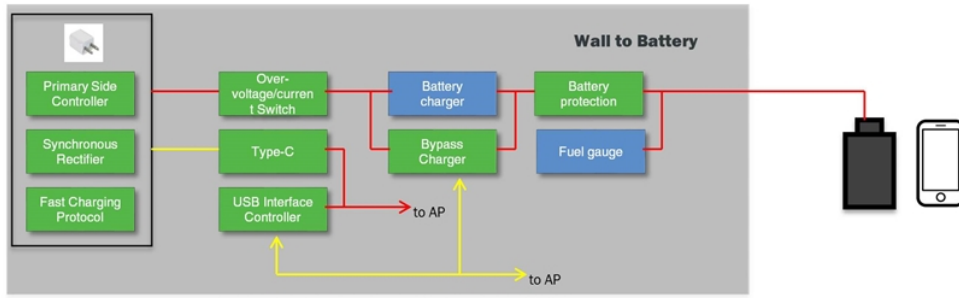 Wall to Battery
Primary Side
Controller
Over-
voltage/curren
t Switch
Battery
charger
Battery
protection
Synchronous
Rectifier
Type-C
Bypass
Charger
Fuel gauge
Fast Charging
Protocol
USB Interface
Controller
to AP
to AP